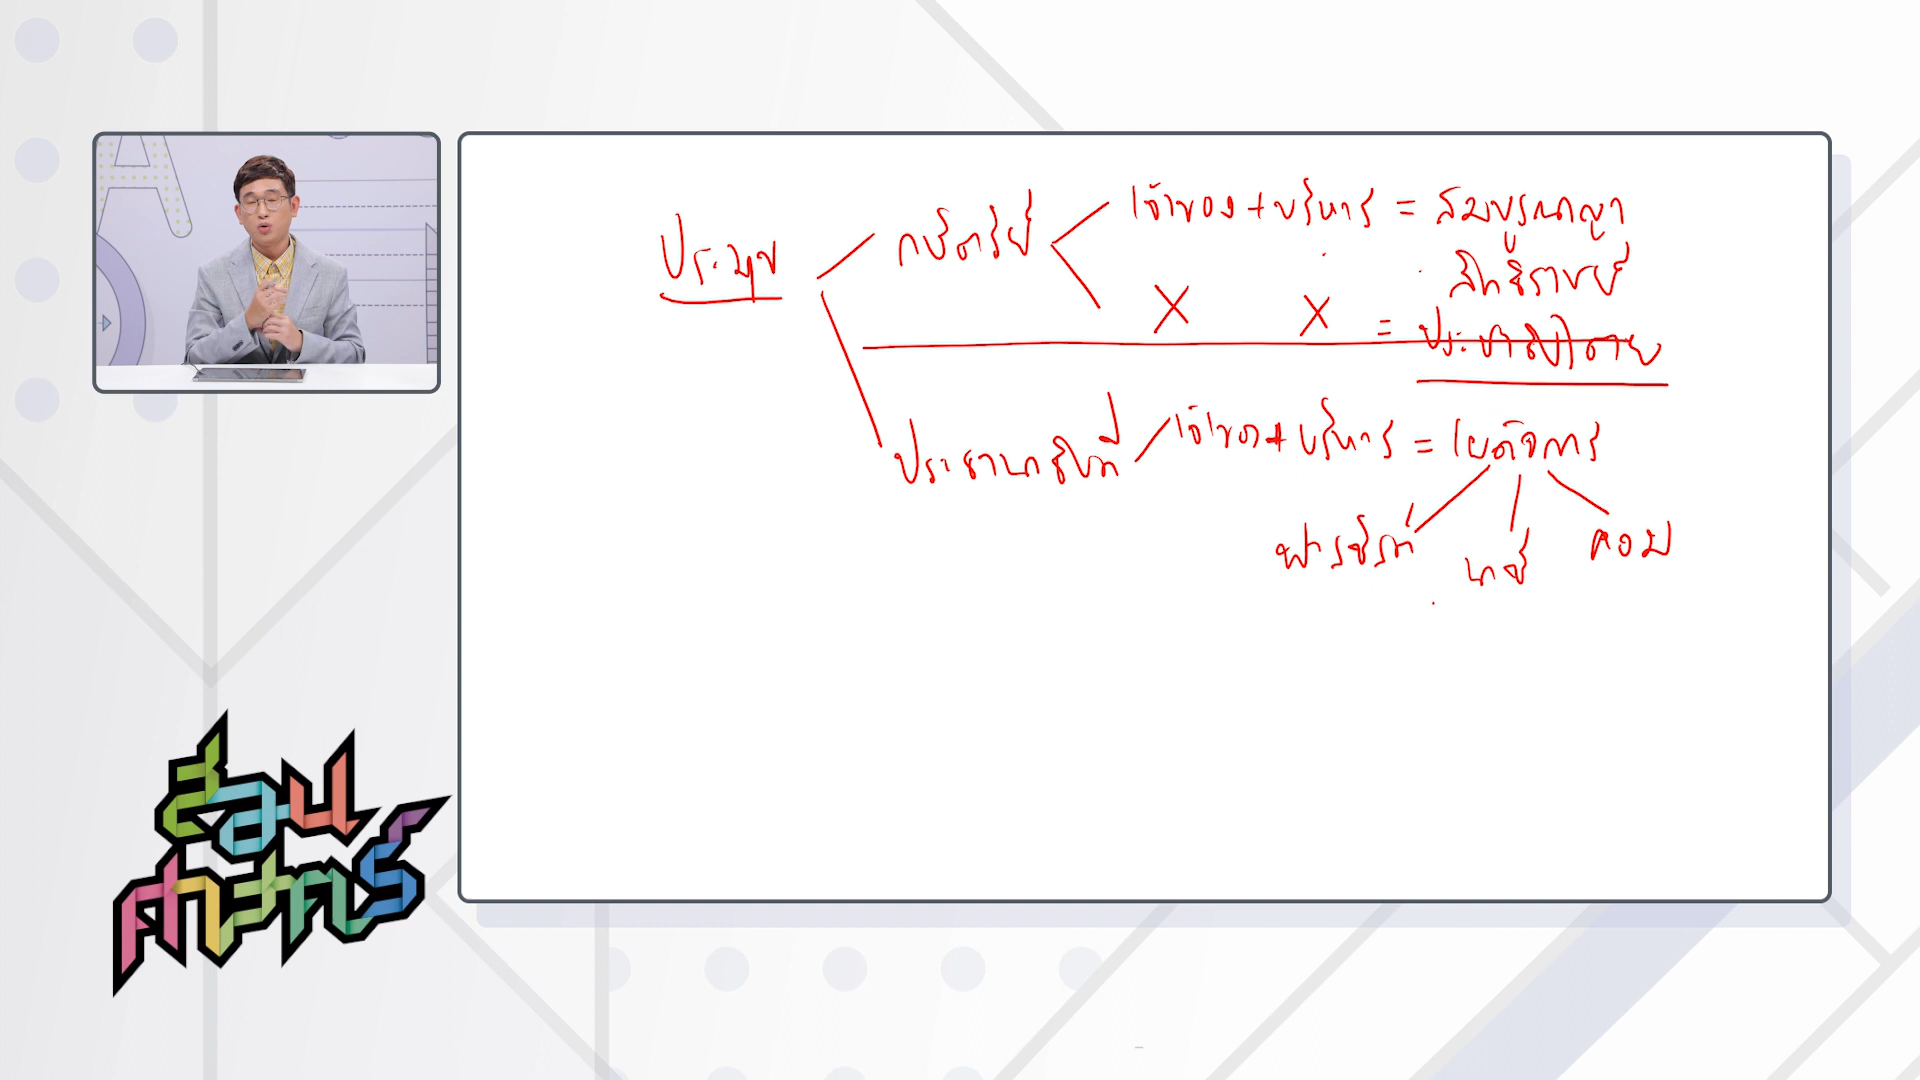 ประมุข
กษัตริย์
เจ้าของ + บริหาร = สมบูรณาญา
สิทธิราชย์
X X = ประชาธิปไตย
ประธานาธิบดี
เจ้าของ + บริหาร = เผด็จการ
ฟาสซิสต์
นาซี
คอม
สอนศาสตร์